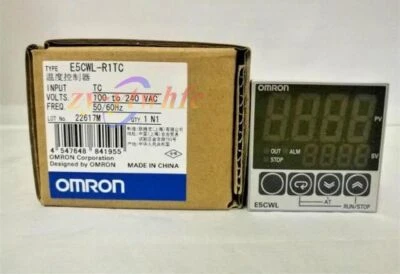 TYPE E5CWL-R1TC
温度控制器
INPUT TC
VOLTS. 100 to 240 VAC
FREQ. 50/60Hz
LOT No 22617M QTY 1 N1
4 547648 841955
OMRON Corporation
Designed by OMRON
MADE IN CHINA
OMRON
OMRON
PV
OUT ALM
STOP
SV
E5CWL
AT
RUN/STOP